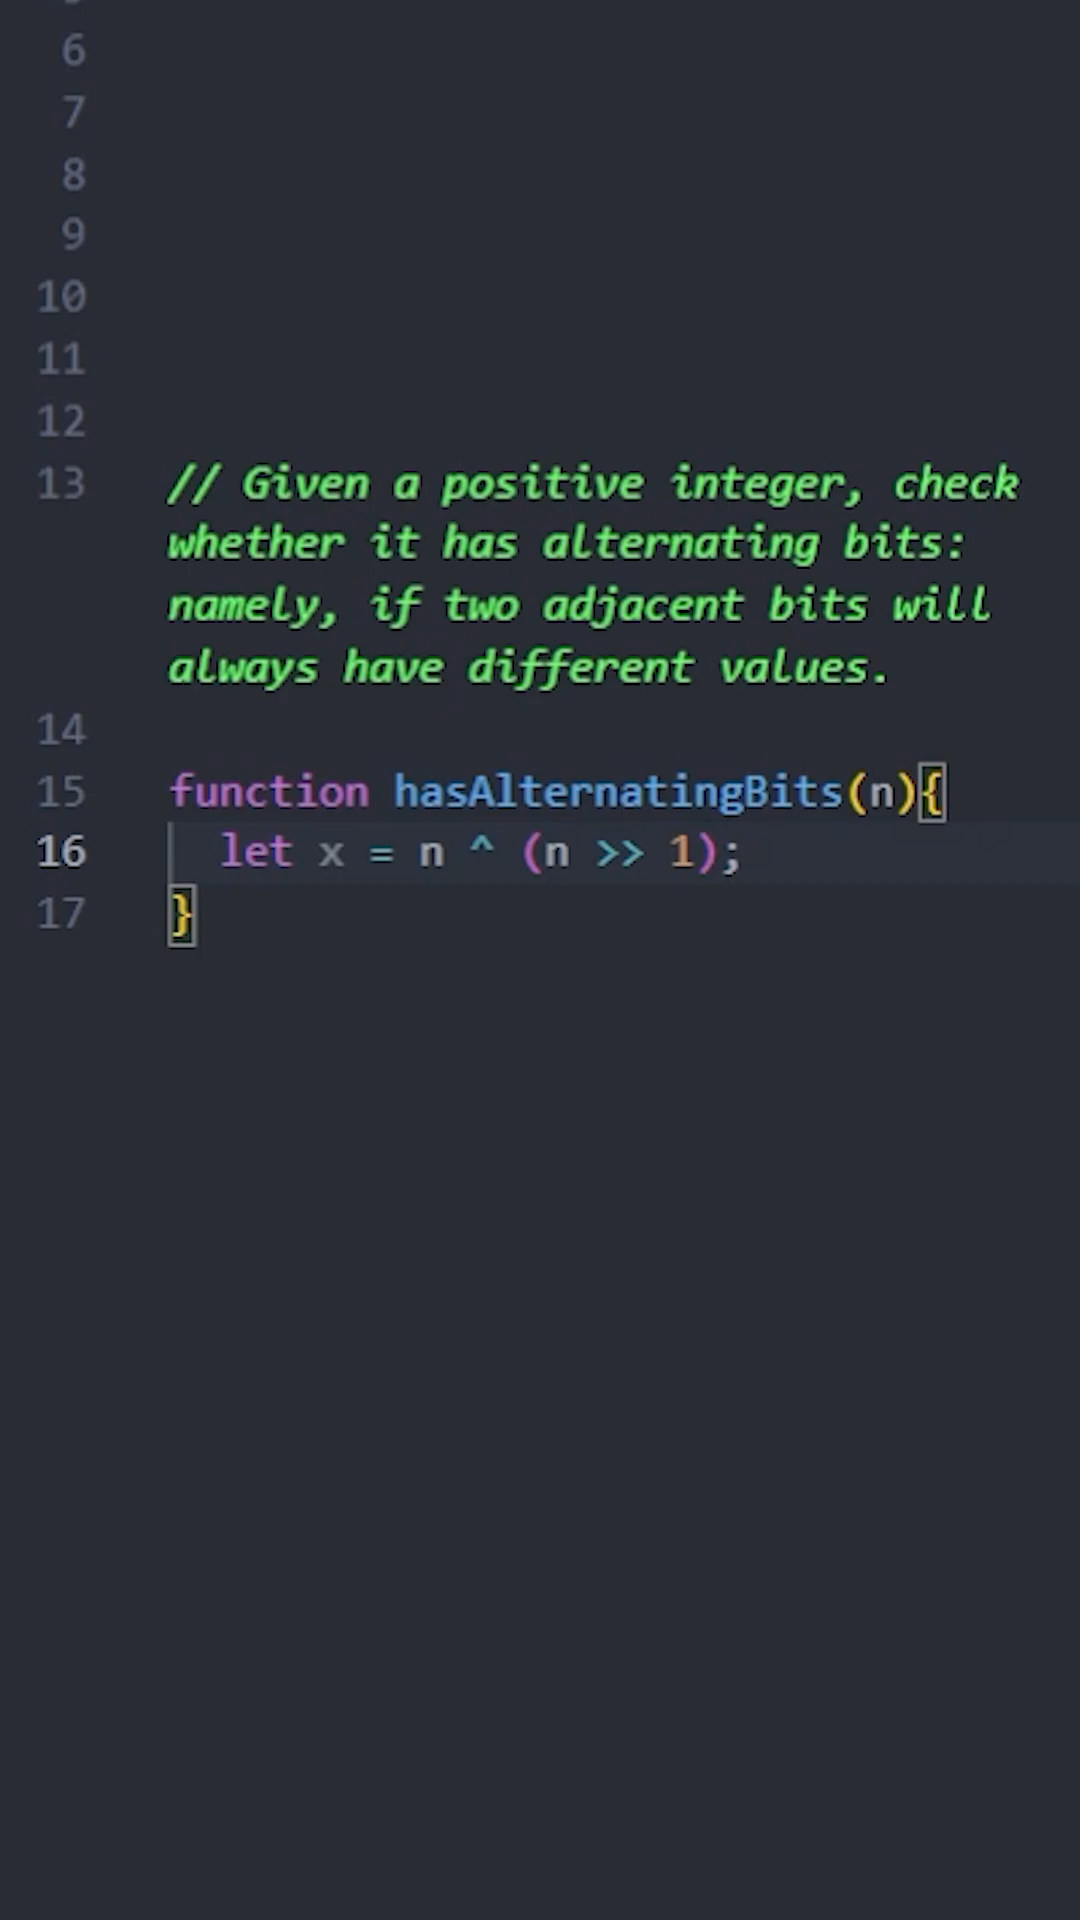 6
7
8
9
10
11
12
13 // Given a positive integer, check
whether it has alternating bits:
namely, if two adjacent bits will
always have different values.
14
15 function hasAlternatingBits(n){
16 let x = n ^ (n >> 1);
17 }